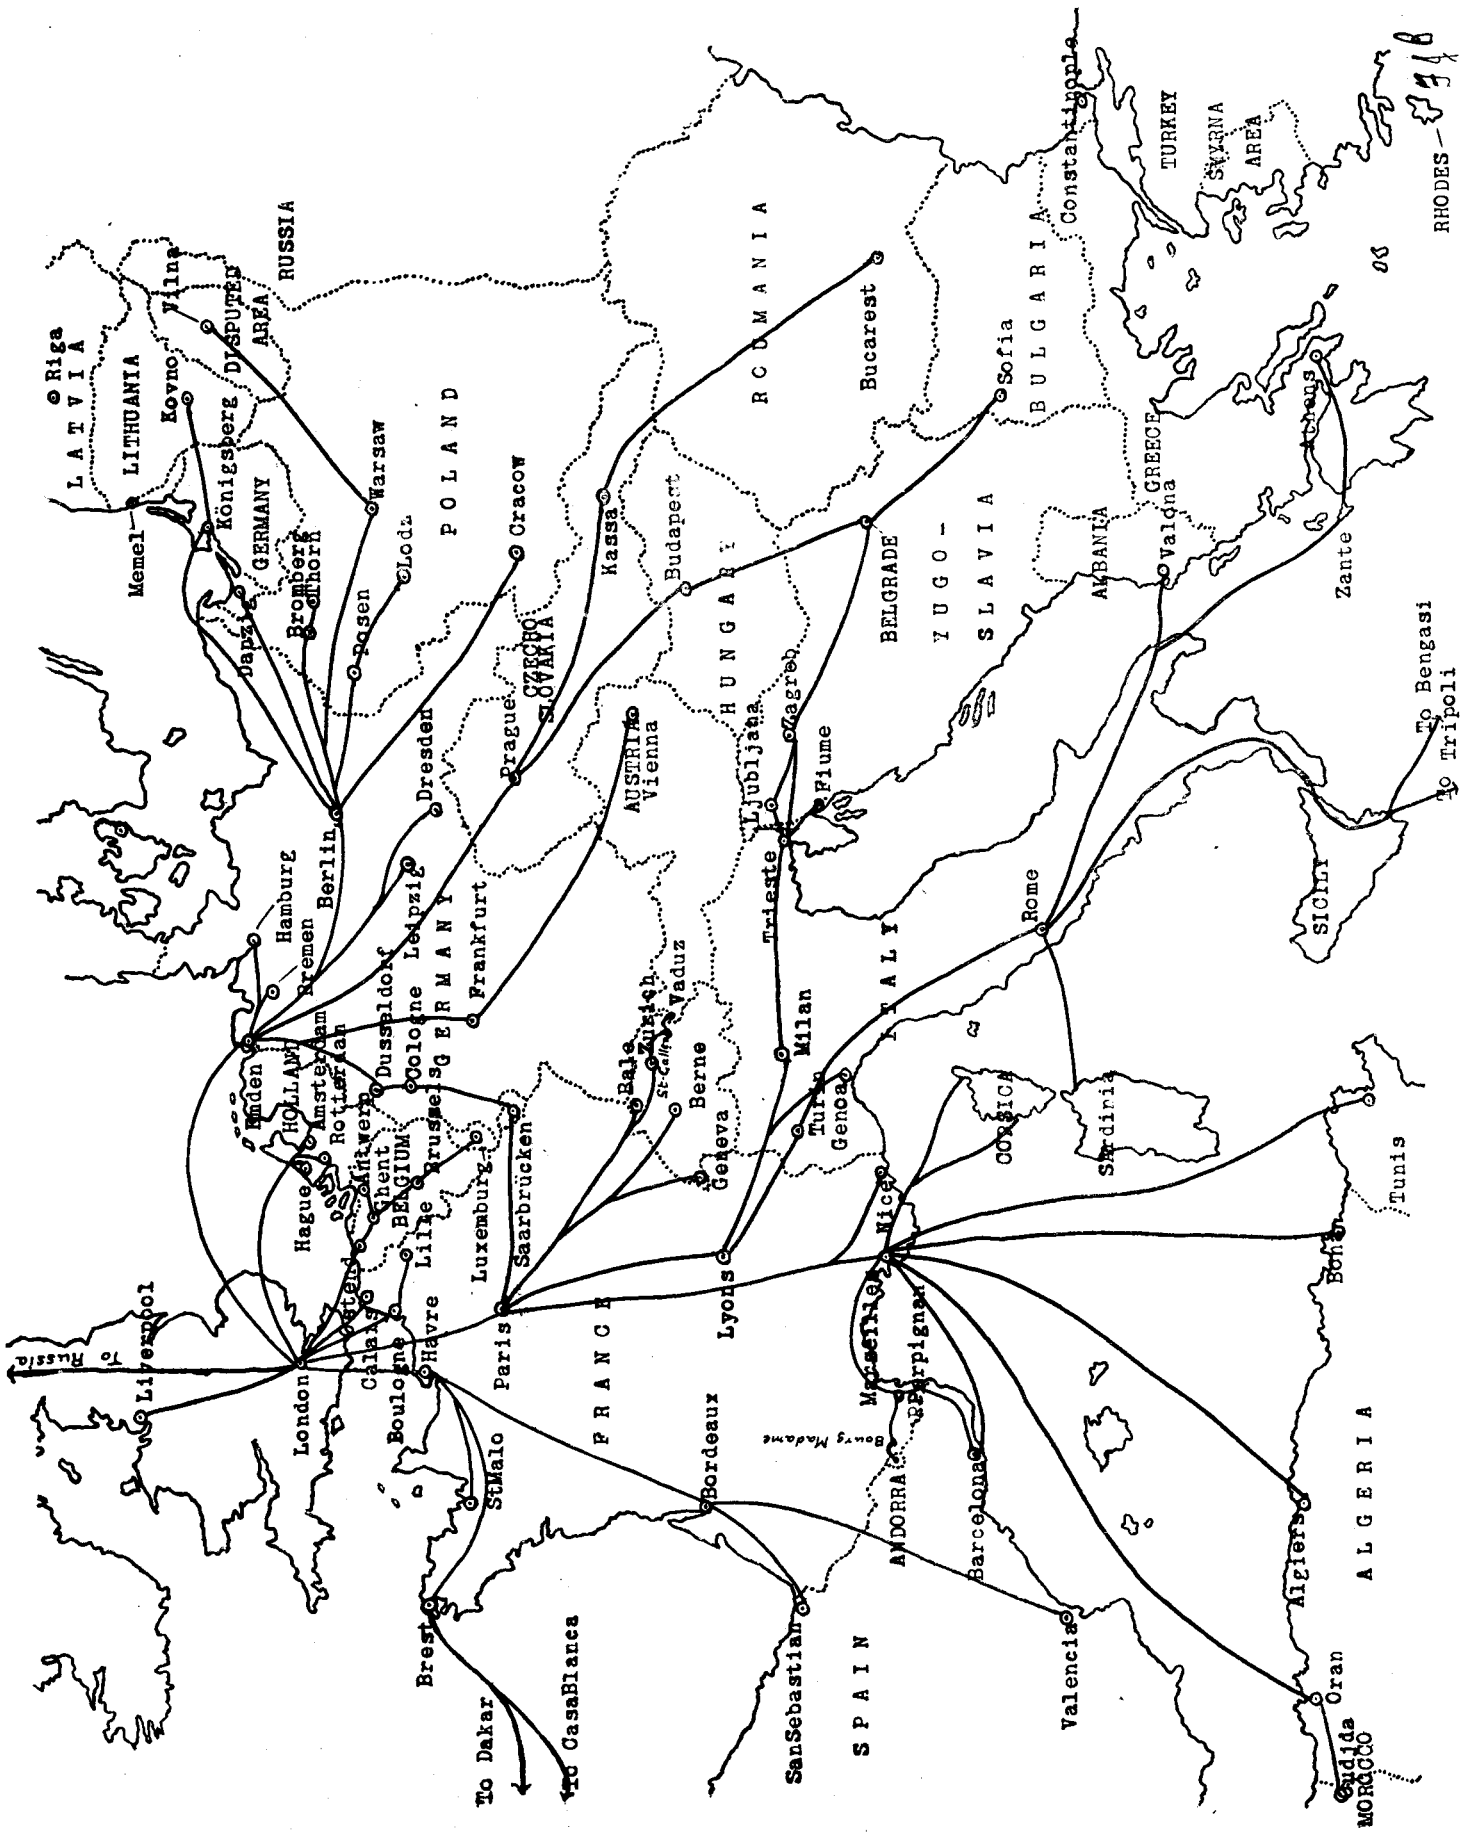 To Russia
Liverpool
London
Hague
HOLLAND
Amsterdam
Rotterdam
Emden
Bremen
Hamburg
Berlin
Memel
Königsberg
GERMANY
LITHUANIA
Kovno
Riga
LATVIA
Wilna
DISPUTED
AREA
RUSSIA
Danzig
Bromberg
Thorn
Posen
Lodz
Warsaw
POLAND
Cracow
Dresden
Leipzig
Dusseldorf
Cologne
GERMANY
Frankfurt
Antwerp
Ghent
BELGIUM
Brussels
Ostend
Calais
Lille
Boulogne
Havre
Luxemburg
Saarbrücken
Paris
St Malo
Brest
To Dakar
To CasaBlanca
FRANCE
Bordeaux
SanSebastian
SPAIN
Valencia
Barcelona
ANDORRA
Bourg Madame
Perpignan
Marseilles
Nice
Lyons
Geneva
Berne
Bale
Zurich
Vaduz
Prague
CZECHO
SLOVAKIA
AUSTRIA
Vienna
Kassa
Budapest
HUNGARY
ROUMANIA
Bucarest
Sofia
BULGARIA
BELGRADE
YUGO-
SLAVIA
Zagreb
Ljubljana
Fiume
Trieste
Milan
Turin
Genoa
ITALY
Rome
CORSICA
SArdinia
SICILY
To Bengasi
To Tripoli
ALBANIA
Valona
GREECE
Zante
Athens
Constantinople
TURKEY
SMYRNA
AREA
RHODES
Tunis
Bona
Algiers
ALGERIA
Oran
Oudjda
MOROCCO